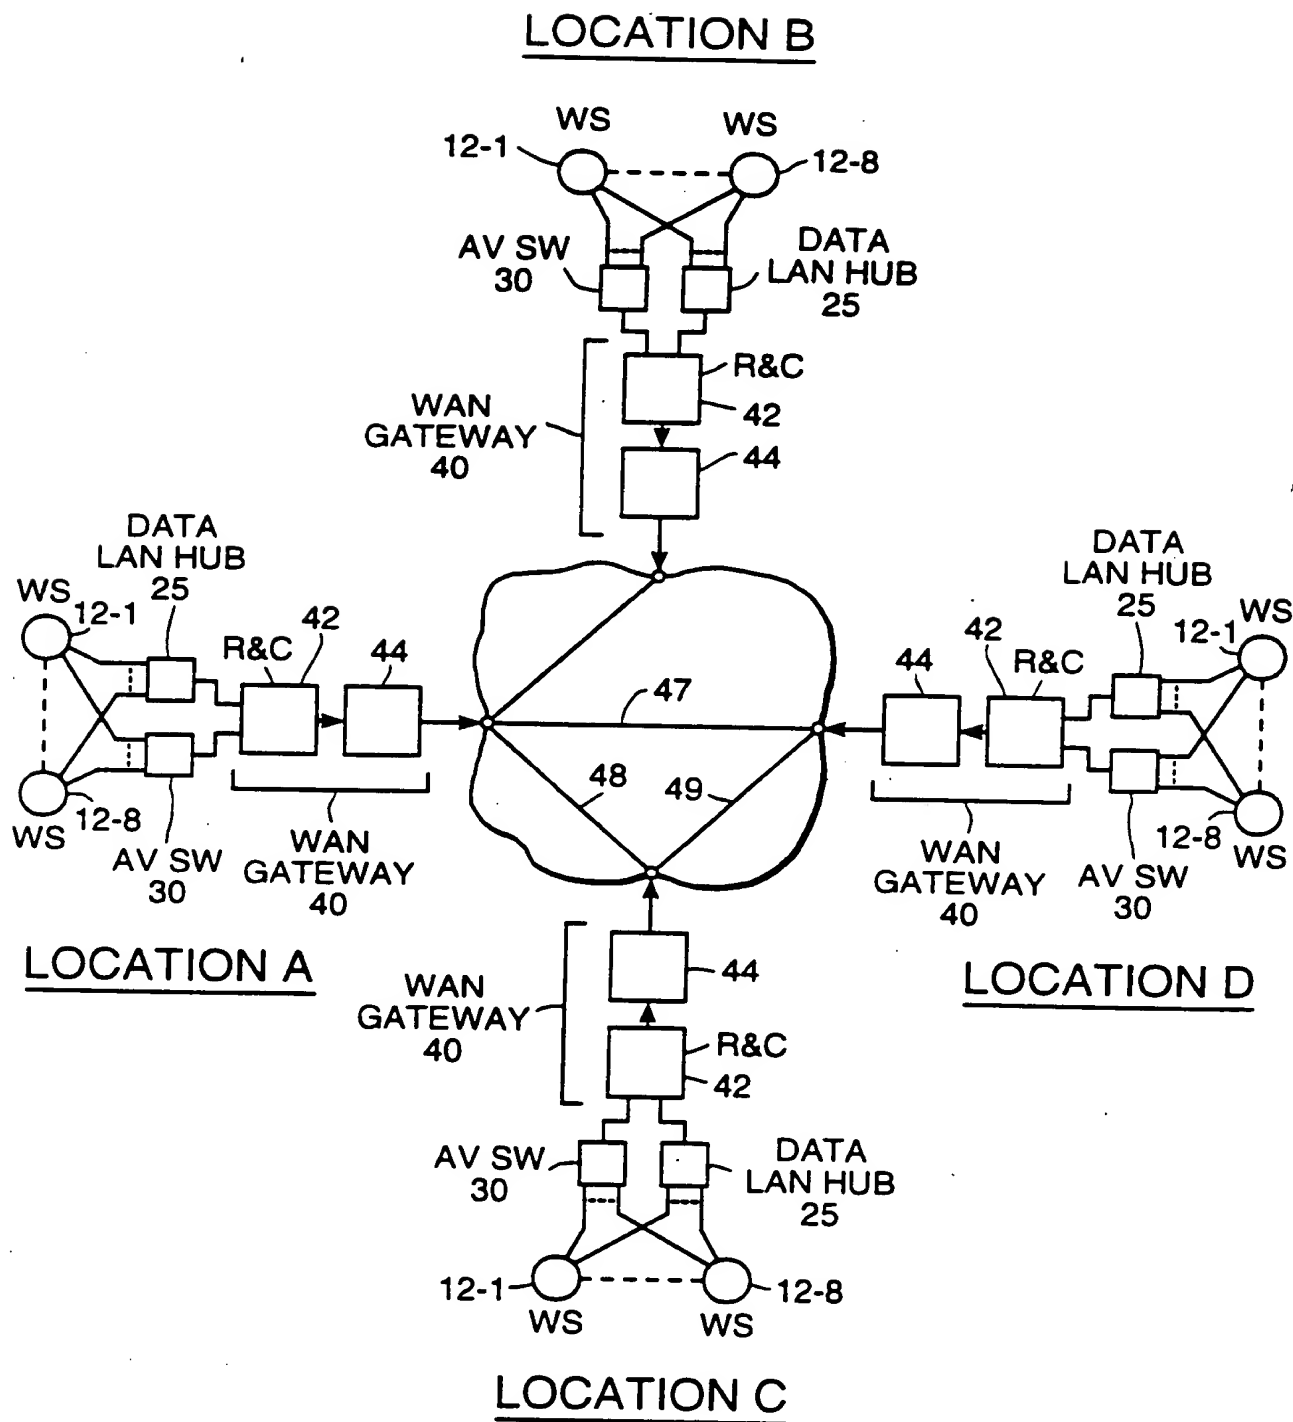 LOCATION B
WS WS
12-1 12-8
AV SW
30
DATA
LAN HUB
25
R&C
42
WAN
GATEWAY
40
44
DATA
LAN HUB
25
WS
12-1
R&C
42
44
12-8
WS
AV SW
30
WAN
GATEWAY
40
LOCATION A
47
48
49
DATA
LAN HUB
25
WS
12-1
42
R&C
44
12-8
WS
WAN
GATEWAY
40
AV SW
30
LOCATION D
WAN
GATEWAY
40
44
R&C
42
AV SW
30
DATA
LAN HUB
25
12-1 12-8
WS WS
LOCATION C